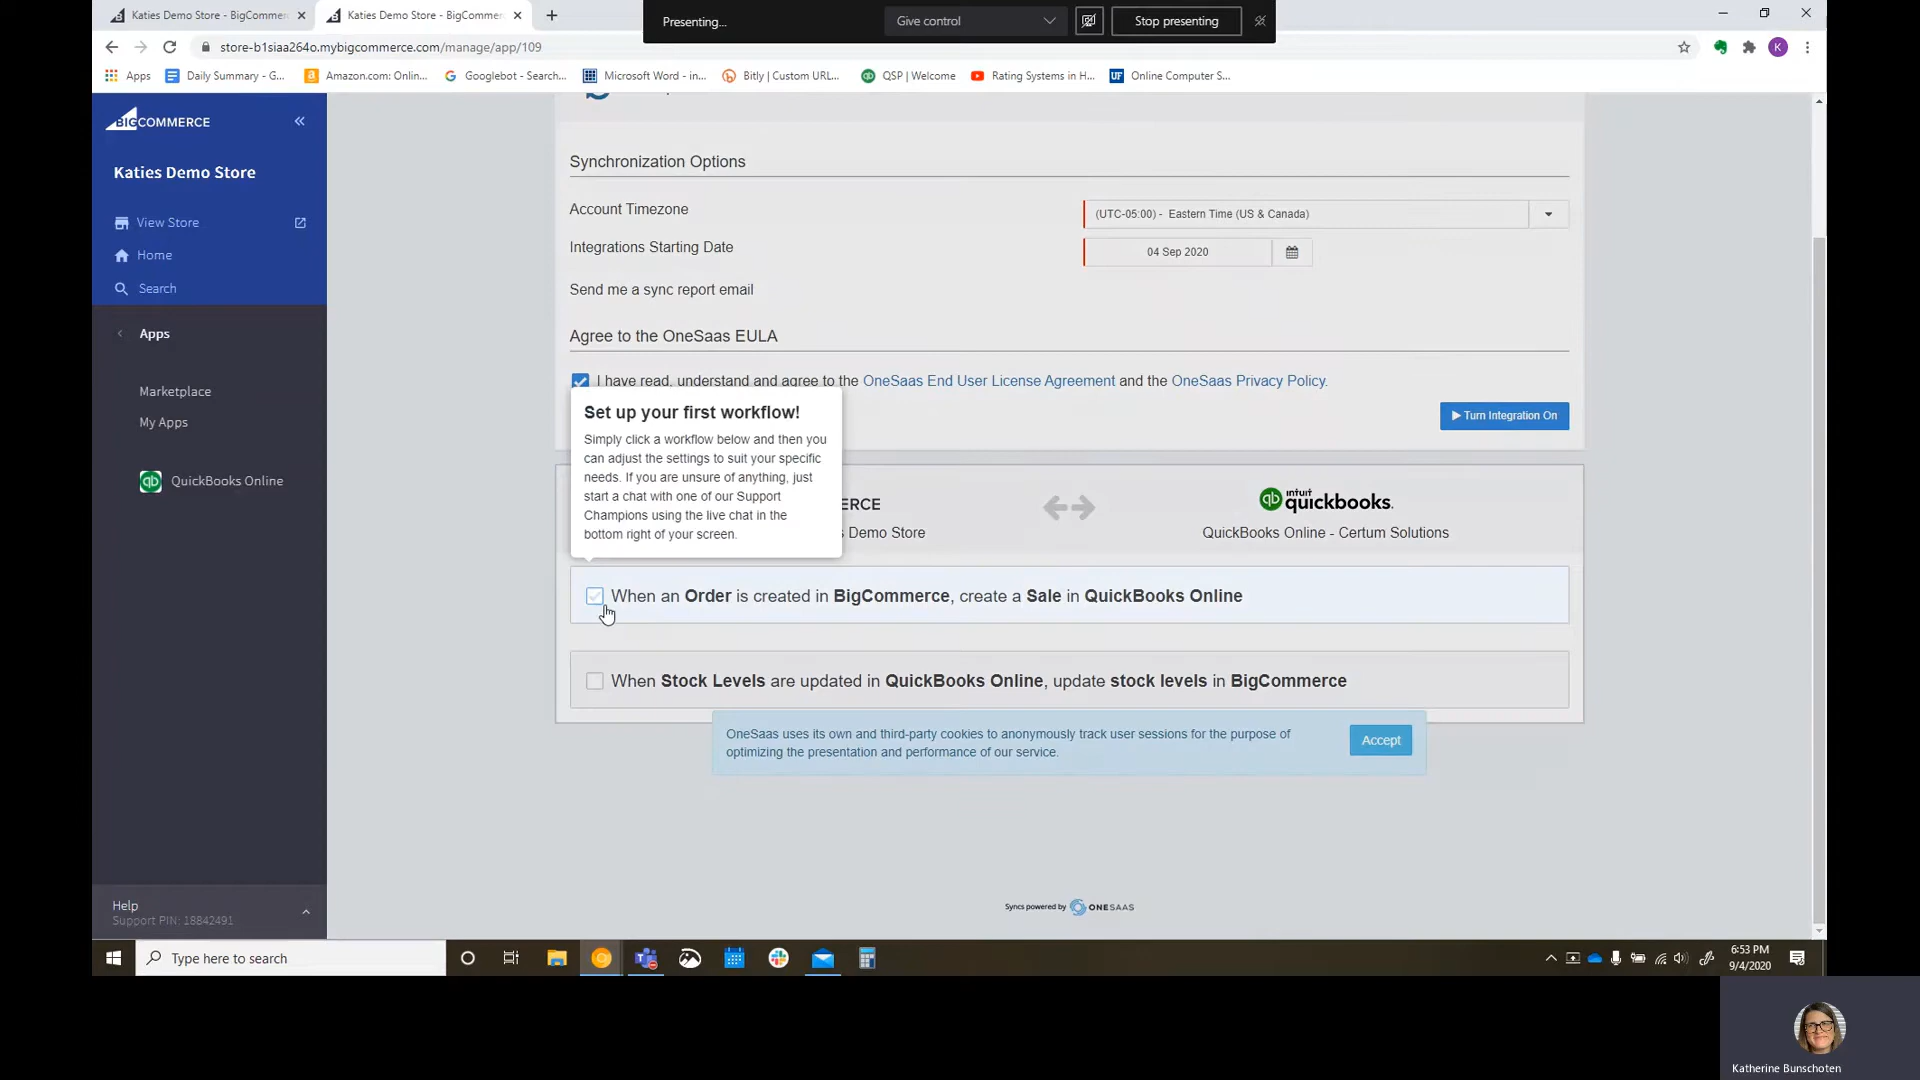 Katies Demo Store - BigCommerc
Katies Demo Store - BigCommer
Presenting...
Give control
Stop presenting
store-b1siaa264o.mybigcommerce.com/manage/app/109
K
Apps
Daily Summary - G...
Amazon.com: Onlin...
Googlebot - Search...
Microsoft Word - in...
Bitly | Custom URL...
QSP | Welcome
Rating Systems in H...
UF
Online Computer S...
BIGCOMMERCE
Katies Demo Store
View Store
Home
Search
Apps
Marketplace
My Apps
qb QuickBooks Online
Help
Support PIN: 18842491
Synchronization Options
Account Timezone
(UTC-05:00) - Eastern Time (US & Canada)
Integrations Starting Date
04 Sep 2020
Send me a sync report email
Agree to the OneSaas EULA
I have read, understand and agree to the OneSaas End User License Agreement and the OneSaas Privacy Policy.
Turn Integration On
Set up your first workflow!
Simply click a workflow below and then you
can adjust the settings to suit your specific
needs. If you are unsure of anything, just
start a chat with one of our Support
Champions using the live chat in the
bottom right of your screen.
ERCE
s Demo Store
qb intuit quickbooks.
QuickBooks Online - Certum Solutions
When an Order is created in BigCommerce, create a Sale in QuickBooks Online
When Stock Levels are updated in QuickBooks Online, update stock levels in BigCommerce
OneSaas uses its own and third-party cookies to anonymously track user sessions for the purpose of
optimizing the presentation and performance of our service.
Accept
Syncs powered by ONESAAS
Type here to search
6:53 PM
9/4/2020
Katherine Bunschoten